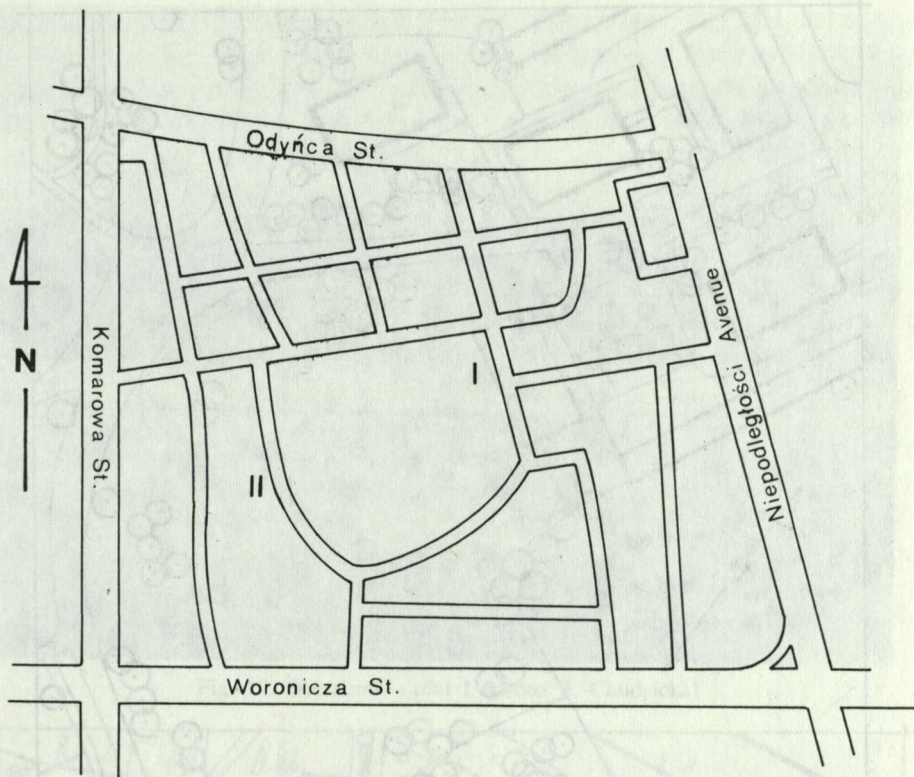 Odyńca St.
N
Komarowa St.
Niepodległości Avenue
I
II
Woronicza St.